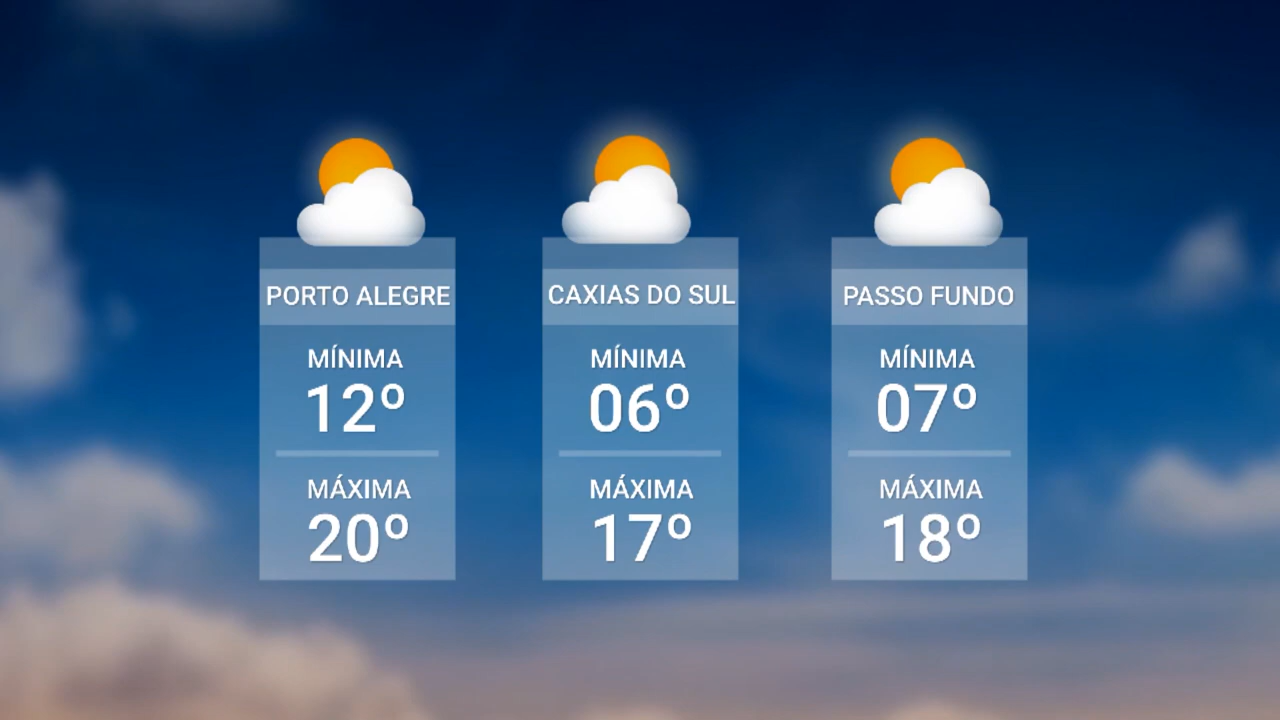 PORTO ALEGRE
MÍNIMA
12º
MÁXIMA
20º
CAXIAS DO SUL
MÍNIMA
06º
MÁXIMA
17º
PASSO FUNDO
MÍNIMA
07º
MÁXIMA
18º